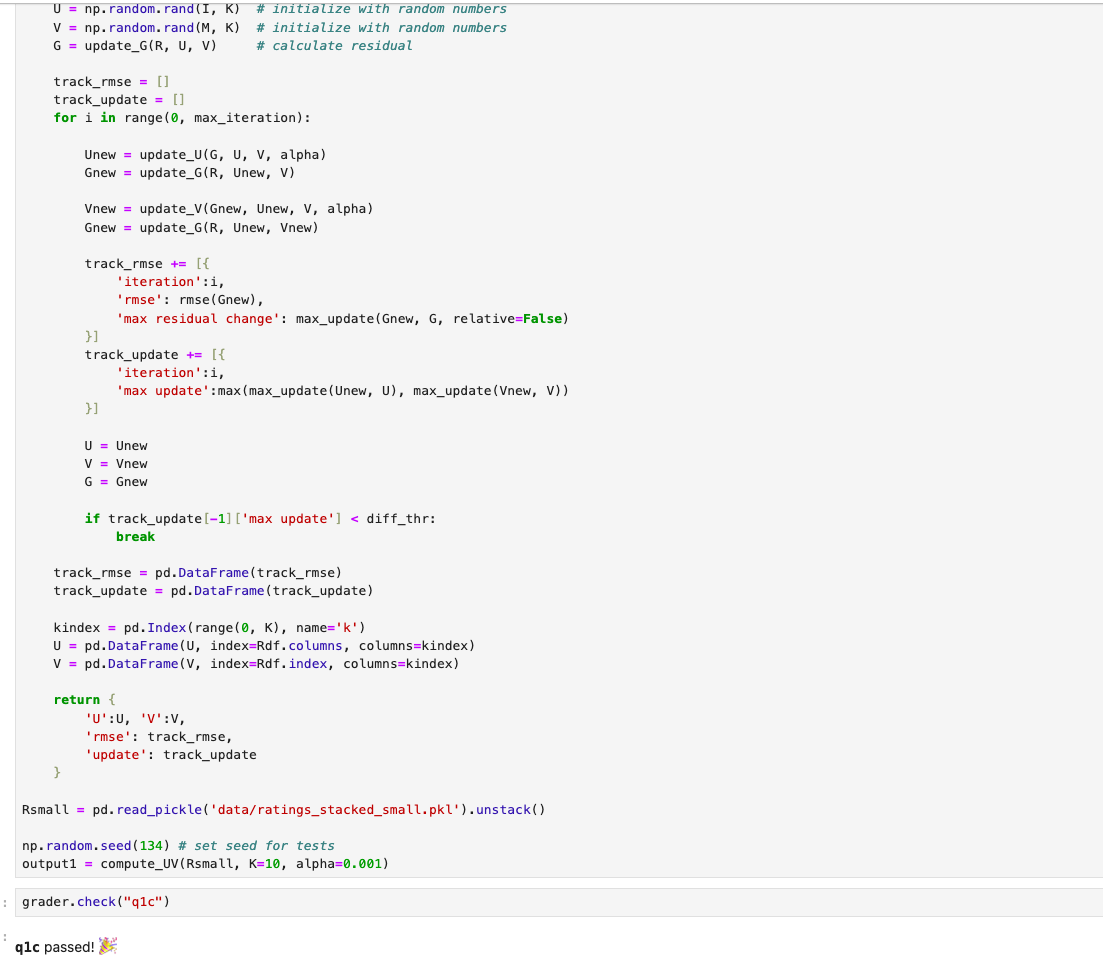 U = np.random.rand(I, K)  # initialize with random numbers
V = np.random.rand(M, K)  # initialize with random numbers
G = update_G(R, U, V)     # calculate residual
track_rmse = []
track_update = []
for i in range(0, max_iteration):
Unew = update_U(G, U, V, alpha)
Gnew = update_G(R, Unew, V)
Vnew = update_V(Gnew, Unew, V, alpha)
Gnew = update_G(R, Unew, Vnew)
track_rmse += [{
'iteration':i,
'rmse': rmse(Gnew),
'max residual change': max_update(Gnew, G, relative=False)
}]
track_update += [{
'iteration':i,
'max update':max(max_update(Unew, U), max_update(Vnew, V))
}]
U = Unew
V = Vnew
G = Gnew
if track_update[-1]['max update'] < diff_thr:
break
track_rmse = pd.DataFrame(track_rmse)
track_update = pd.DataFrame(track_update)
kindex = pd.Index(range(0, K), name='k')
U = pd.DataFrame(U, index=Rdf.columns, columns=kindex)
V = pd.DataFrame(V, index=Rdf.index, columns=kindex)
return {
'U':U, 'V':V,
'rmse': track_rmse,
'update': track_update
}
Rsmall = pd.read_pickle('data/ratings_stacked_small.pkl').unstack()
np.random.seed(134) # set seed for tests
output1 = compute_UV(Rsmall, K=10, alpha=0.001)
: grader.check("q1c")
: q1c passed! 🎉